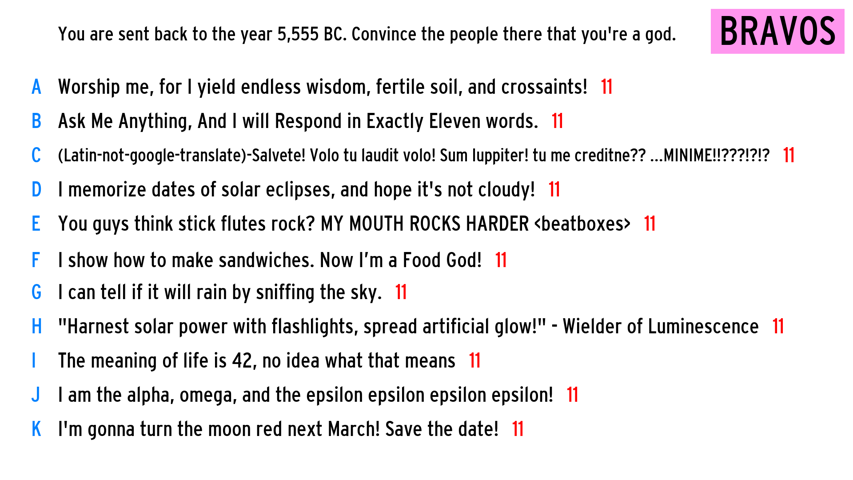 You are sent back to the year 5,555 BC. Convince the people there that you're a god.
BRAVOS
A Worship me, for I yield endless wisdom, fertile soil, and crossaints! 11
B Ask Me Anything, And I will Respond in Exactly Eleven words. 11
C (Latin-not-google-translate)-Salvete! Volo tu laudit volo! Sum Iuppiter! tu me creditne?? ...MINIME!!???!?!? 11
D I memorize dates of solar eclipses, and hope it's not cloudy! 11
E You guys think stick flutes rock? MY MOUTH ROCKS HARDER <beatboxes> 11
F I show how to make sandwiches. Now I’m a Food God! 11
G I can tell if it will rain by sniffing the sky. 11
H "Harnest solar power with flashlights, spread artificial glow!" - Wielder of Luminescence 11
I The meaning of life is 42, no idea what that means 11
J I am the alpha, omega, and the epsilon epsilon epsilon epsilon! 11
K I'm gonna turn the moon red next March! Save the date! 11